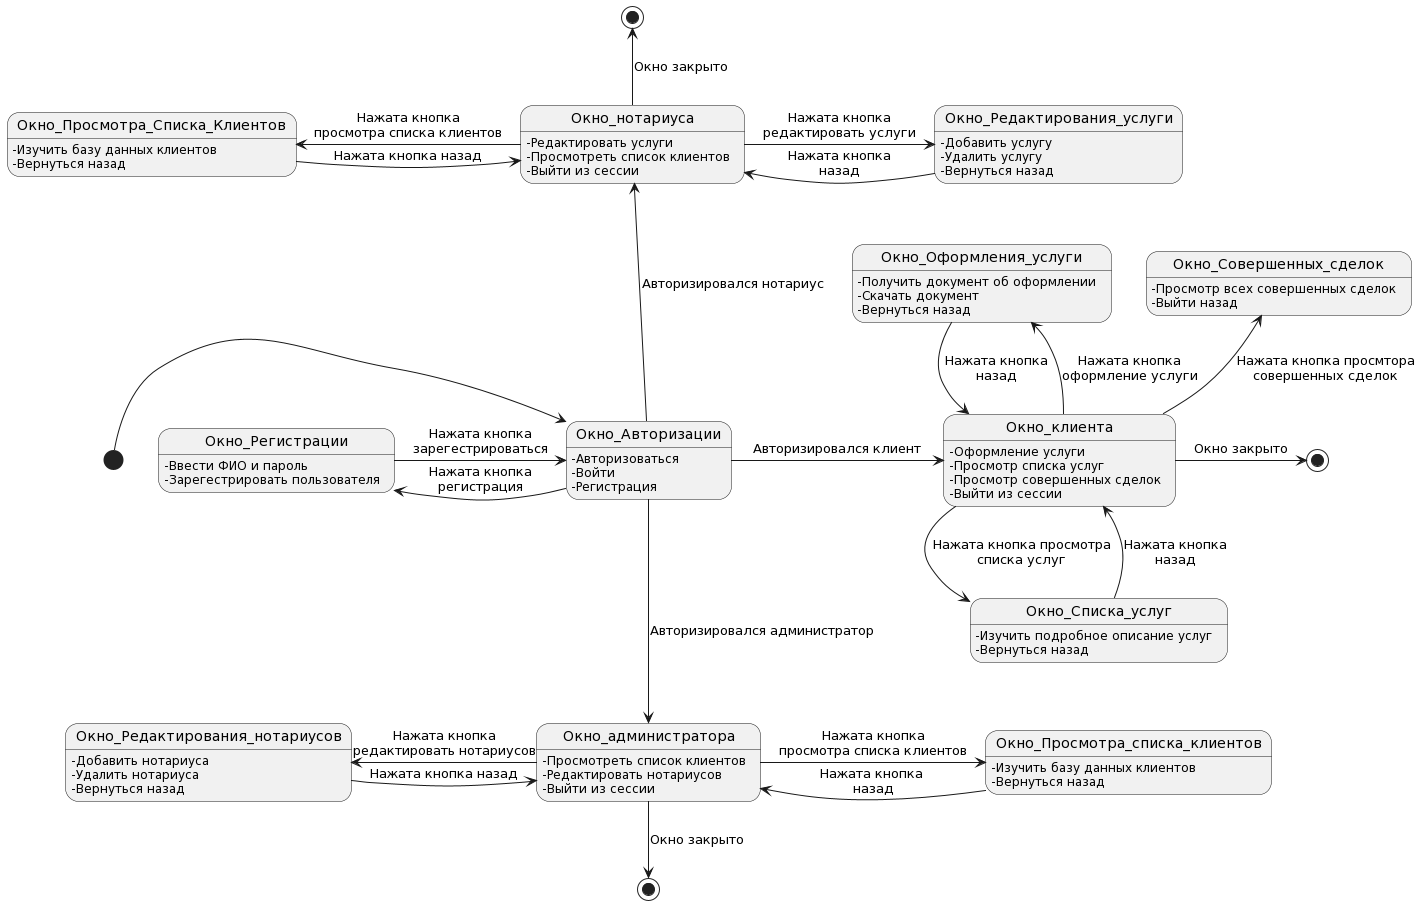 Окно закрыто
Окно_Просмотра_Списка_Клиентов
-Изучить базу данных клиентов
-Вернуться назад
Нажата кнопка
просмотра списка клиентов
Нажата кнопка назад
Окно_нотариуса
-Редактировать услуги
-Просмотреть список клиентов
-Выйти из сессии
Нажата кнопка
редактировать услуги
Нажата кнопка
назад
Окно_Редактирования_услуги
-Добавить услугу
-Удалить услугу
-Вернуться назад
Авторизировался нотариус
Окно_Оформления_услуги
-Получить документ об оформлении
-Скачать документ
-Вернуться назад
Окно_Совершенных_сделок
-Просмотр всех совершенных сделок
-Выйти назад
Нажата кнопка
назад
Нажата кнопка
оформление услуги
Нажата кнопка просмтора
совершенных сделок
Окно_Регистрации
-Ввести ФИО и пароль
-Зарегестрировать пользователя
Нажата кнопка
зарегестрироваться
Нажата кнопка
регистрация
Окно_Авторизации
-Авторизоваться
-Войти
-Регистрация
Авторизировался клиент
Окно_клиента
-Оформление услуги
-Просмотр списка услуг
-Просмотр совершенных сделок
-Выйти из сессии
Окно закрыто
Нажата кнопка просмотра
списка услуг
Нажата кнопка
назад
Окно_Списка_услуг
-Изучить подробное описание услуг
-Вернуться назад
Авторизировался администратор
Окно_Редактирования_нотариусов
-Добавить нотариуса
-Удалить нотариуса
-Вернуться назад
Нажата кнопка
редактировать нотариусов
Нажата кнопка назад
Окно_администратора
-Просмотреть список клиентов
-Редактировать нотариусов
-Выйти из сессии
Нажата кнопка
просмотра списка клиентов
Нажата кнопка
назад
Окно_Просмотра_списка_клиентов
-Изучить базу данных клиентов
-Вернуться назад
Окно закрыто